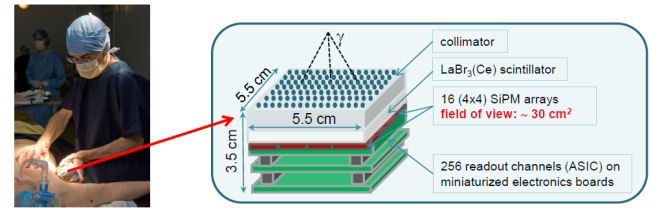 γ
collimator
LaBr3(Ce) scintillator
16 (4x4) SiPM arrays
field of view: ~ 30 cm2
256 readout channels (ASIC) on
miniaturized electronics boards
5.5 cm
5.5 cm
3.5 cm